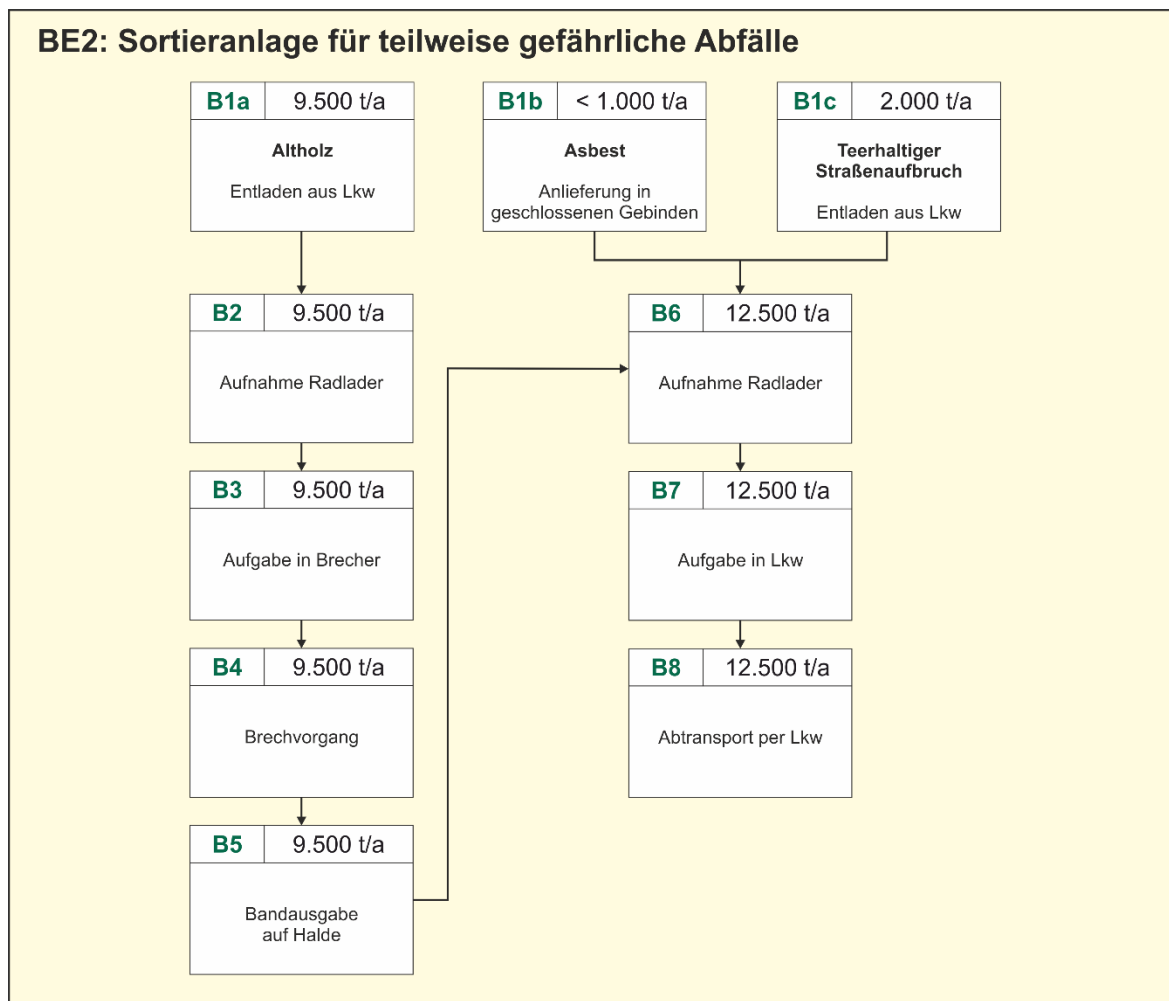 BE2: Sortieranlage für teilweise gefährliche Abfälle
B1a 9.500 t/a
Altholz
Entladen aus Lkw
B1b < 1.000 t/a
Asbest
Anlieferung in
geschlossenen Gebinden
B1c 2.000 t/a
Teerhaltiger
Straßenaufbruch
Entladen aus Lkw
B2 9.500 t/a
Aufnahme Radlader
B6 12.500 t/a
Aufnahme Radlader
B3 9.500 t/a
Aufgabe in Brecher
B7 12.500 t/a
Aufgabe in Lkw
B4 9.500 t/a
Brechvorgang
B8 12.500 t/a
Abtransport per Lkw
B5 9.500 t/a
Bandausgabe
auf Halde